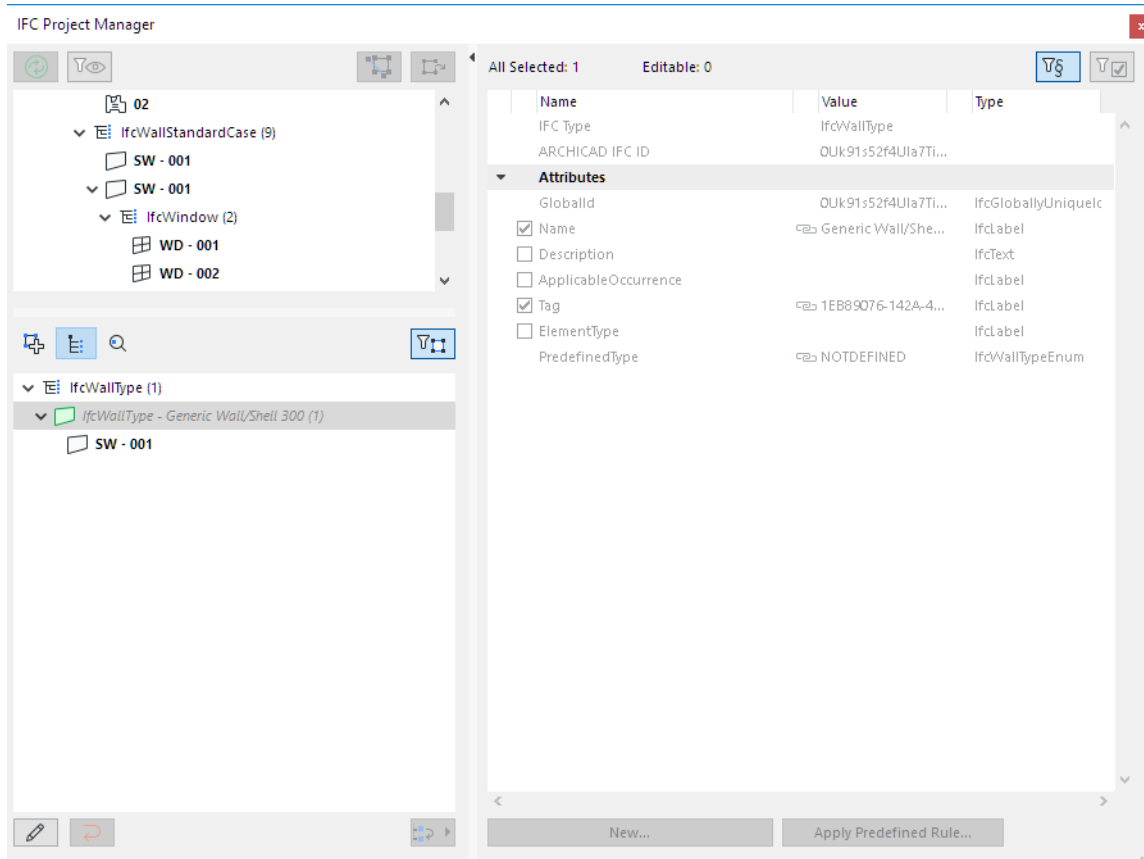 IFC Project Manager
02
IfcWallStandardCase (9)
SW - 001
SW - 001
IfcWindow (2)
WD - 001
WD - 002
IfcWallType (1)
IfcWallType - Generic Wall/Shell 300 (1)
SW - 001
All Selected: 1 Editable: 0
Name Value Type
IFC Type IfcWallType
ARCHICAD IFC ID 0Uk91s52f4UIa7Ti...
Attributes
GlobalId 0Uk91s52f4UIa7Ti... IfcGloballyUniqueIc
Name Generic Wall/She... IfcLabel
Description IfcText
ApplicableOccurrence IfcLabel
Tag 1EB89076-142A-4... IfcLabel
ElementType IfcLabel
PredefinedType NOTDEFINED IfcWallTypeEnum
New... Apply Predefined Rule...